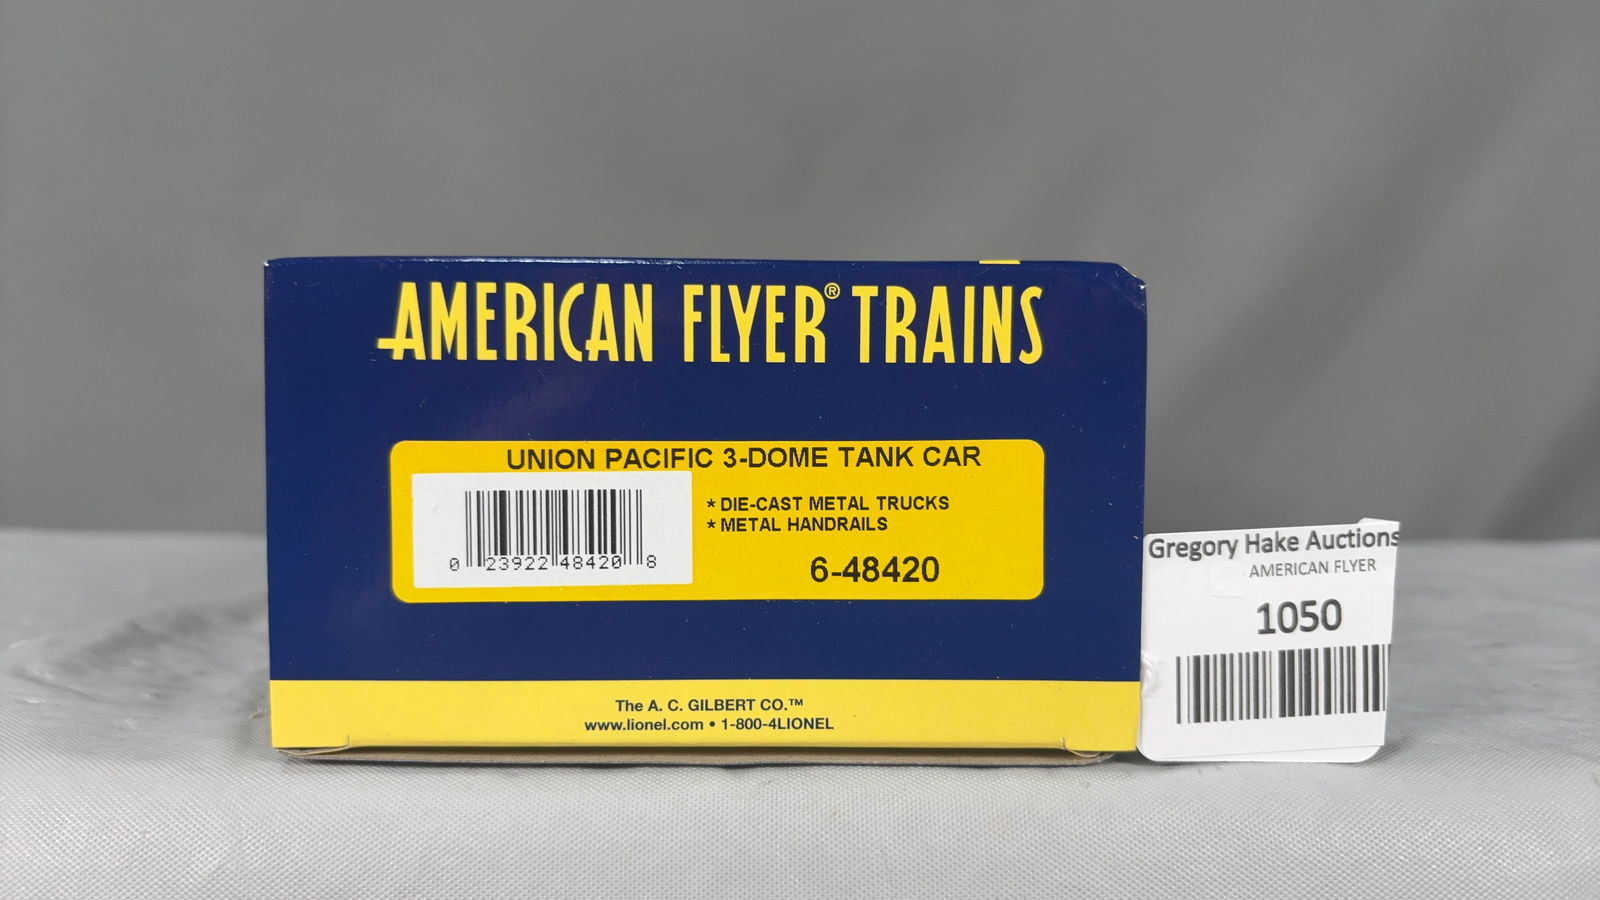 AMERICAN FLYER® TRAINS
UNION PACIFIC 3-DOME TANK CAR
* DIE-CAST METAL TRUCKS
* METAL HANDRAILS
0 23922 48420 8
6-48420
The A. C. GILBERT CO.™
www.lionel.com • 1-800-4LIONEL
Gregory Hake Auctions
AMERICAN FLYER
1050